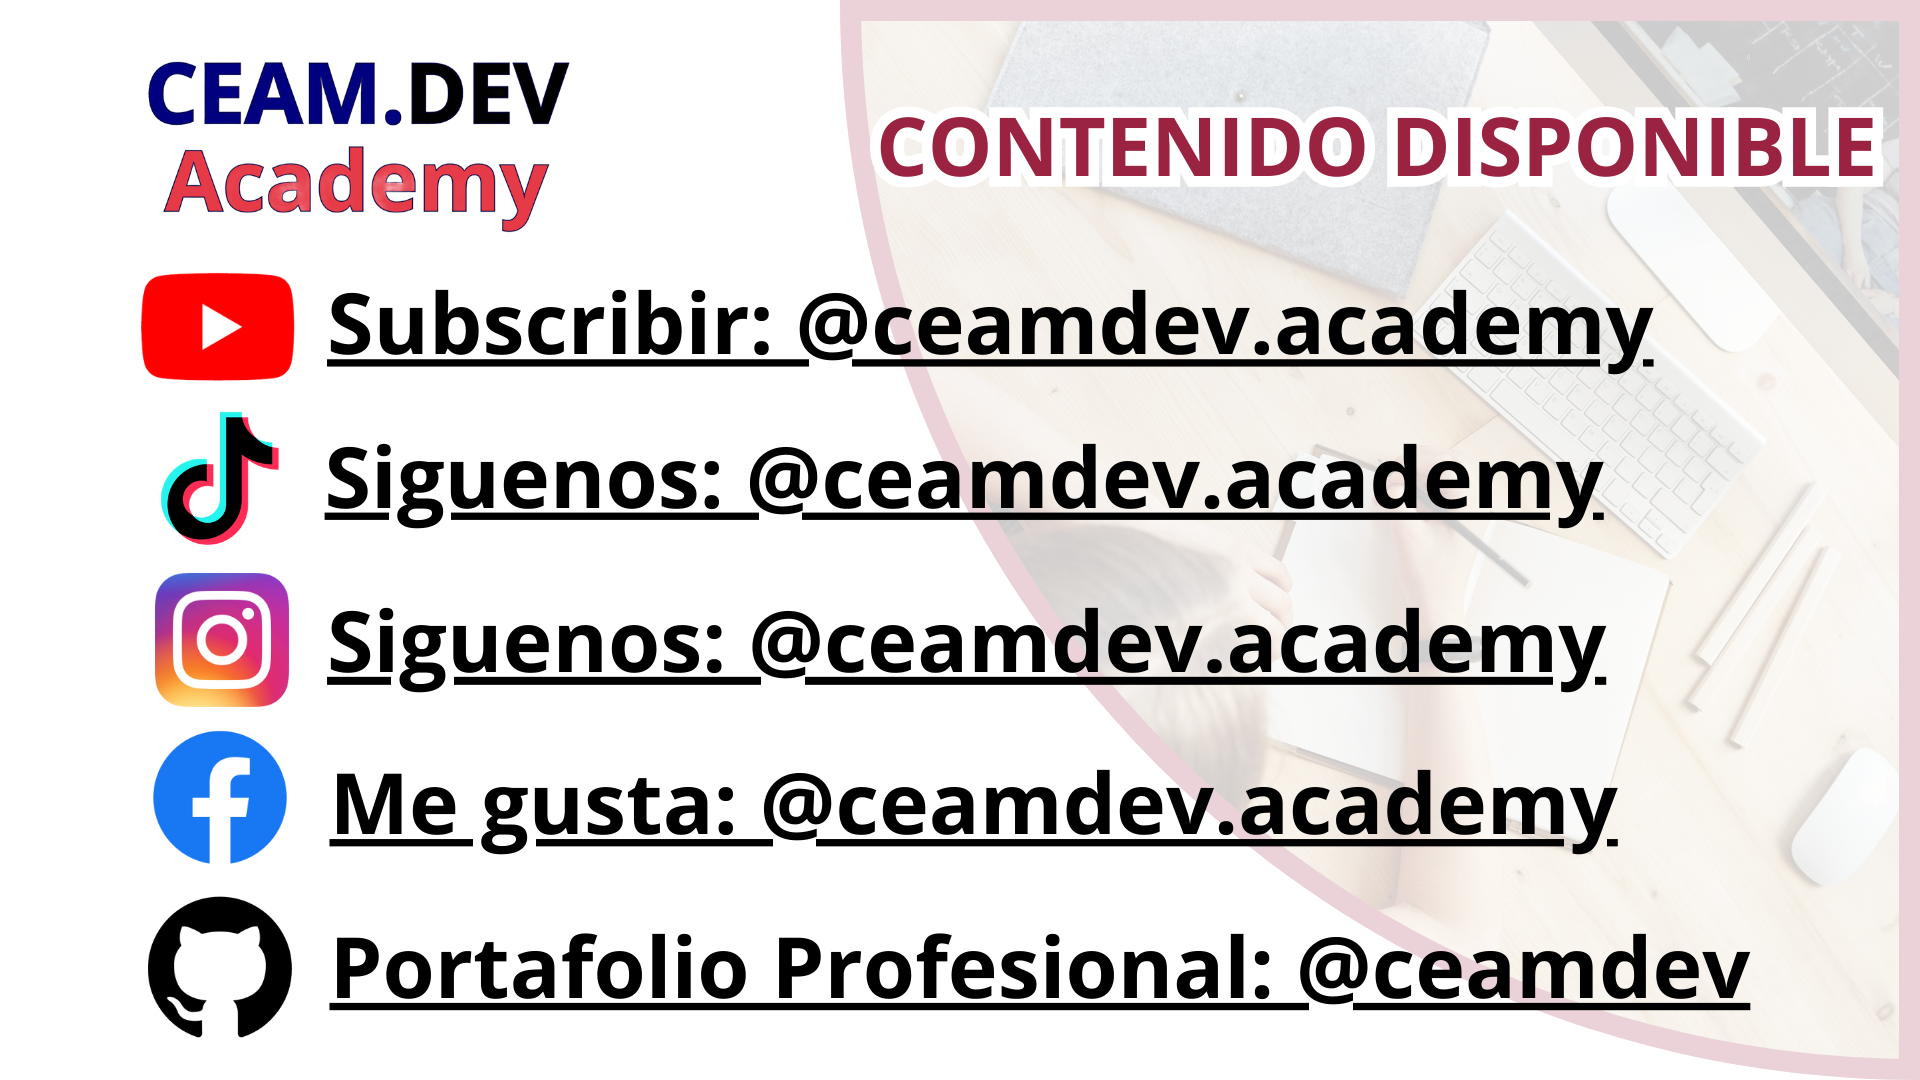 CEAM.DEV
Academy
CONTENIDO DISPONIBLE
Subscribir: @ceamdev.academy
Siguenos: @ceamdev.academy
Siguenos: @ceamdev.academy
Me gusta: @ceamdev.academy
Portafolio Profesional: @ceamdev